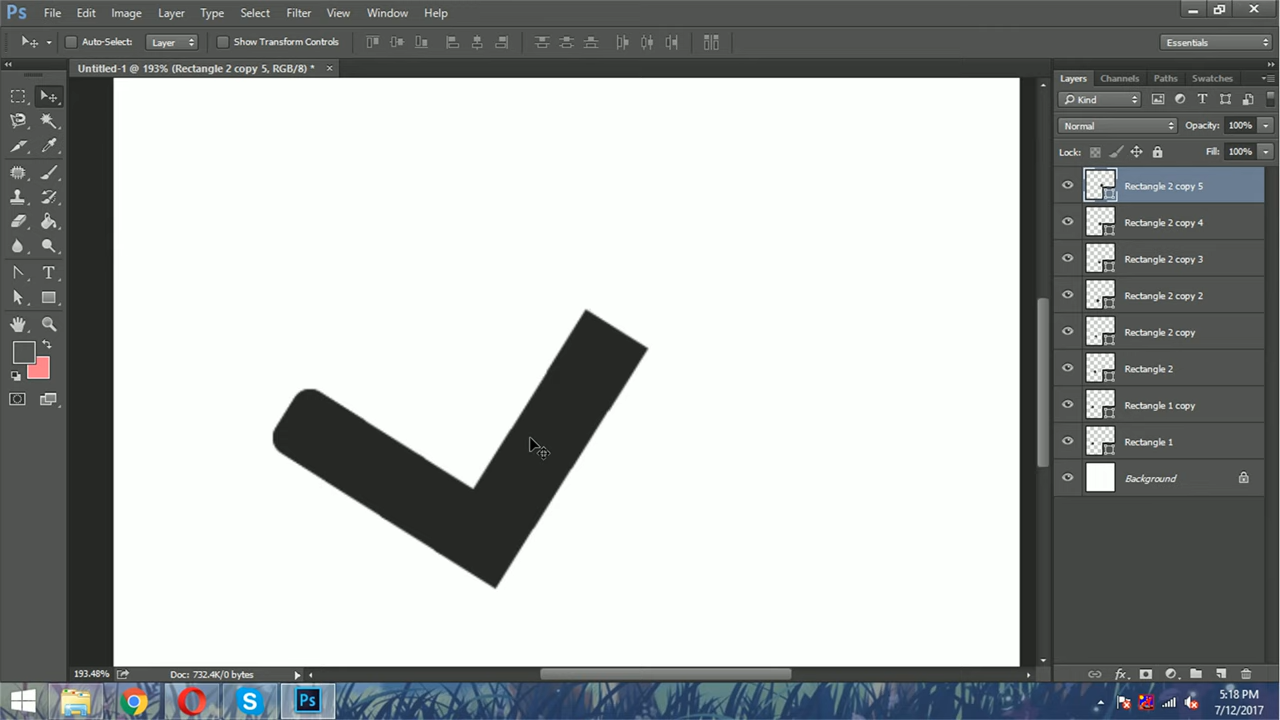 Ps File Edit Image Layer Type Select Filter View Window Help
Auto-Select: Layer Show Transform Controls Essentials
Untitled-1 @ 193% (Rectangle 2 copy 5, RGB/8) * ×
Layers Channels Paths Swatches
Kind T
Normal Opacity: 100%
Lock: Fill: 100%
Rectangle 2 copy 5
Rectangle 2 copy 4
Rectangle 2 copy 3
Rectangle 2 copy 2
Rectangle 2 copy
Rectangle 2
Rectangle 1 copy
Rectangle 1
Background
T
193.48% Doc: 732.4K/0 bytes
fx
Ps
5:18 PM
7/12/2017